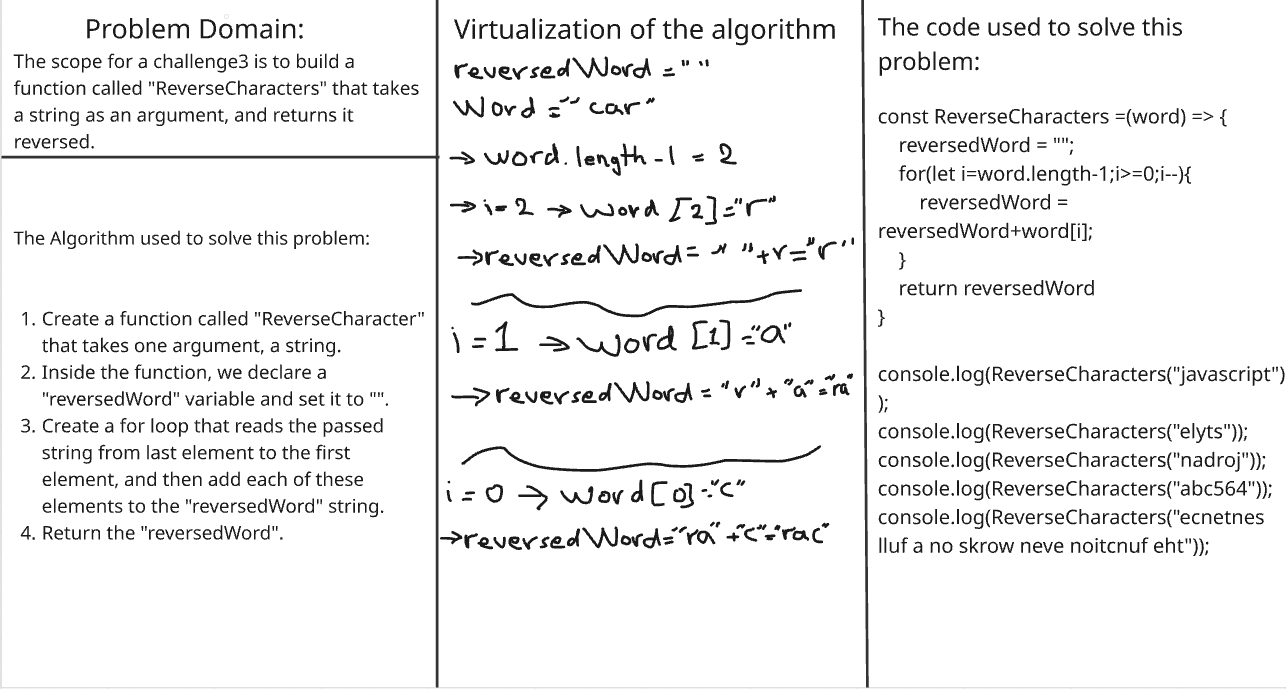 Problem Domain:
The scope for a challenge3 is to build a
function called "ReverseCharacters" that takes
a string as an argument, and returns it
reversed.
The Algorithm used to solve this problem:
1. Create a function called "ReverseCharacter"
that takes one argument, a string.
2. Inside the function, we declare a
"reversedWord" variable and set it to "".
3. Create a for loop that reads the passed
string from last element to the first
element, and then add each of these
elements to the "reversedWord" string.
4. Return the "reversedWord".
Virtualization of the algorithm
reversedWord = " "
Word = "car"
→ word.length-1 = 2
→ i=2 → word [2]="r"
→reversedWord= " "+r="r"
i=1 → word [1]="a"
→reversedWord = "r"+"a"="ra"
i=0 → word[0]="c"
→reversedWord="ra"+"c"="rac"
The code used to solve this
problem:
const ReverseCharacters =(word) => {
reversedWord = "";
for(let i=word.length-1;i>=0;i--){
reversedWord =
reversedWord+word[i];
}
return reversedWord
}
console.log(ReverseCharacters("javascript")
);
console.log(ReverseCharacters("elyts"));
console.log(ReverseCharacters("nadroj"));
console.log(ReverseCharacters("abc564"));
console.log(ReverseCharacters("ecnetnes
lluf a no skrow neve noitcnuf eht"));